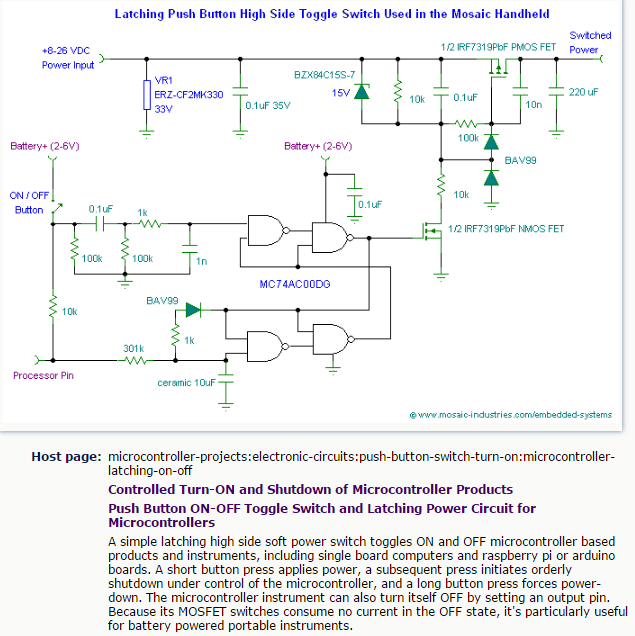 Latching Push Button High Side Toggle Switch Used in the Mosaic Handheld
+8-26 VDC
Power Input
VR1
ERZ-CF2MK330
33V
0.1uF 35V
BZX84C15S-7
15V
10k
0.1uF
1/2 IRF7319PbF PMOS FET
Switched
Power
10n
220 uF
100k
BAV99
10k
1/2 IRF7319PbF NMOS FET
Battery+ (2-6V)
Battery+ (2-6V)
0.1uF
ON / OFF
Button
0.1uF
1k
100k
100k
1n
MC74AC00DG
10k
BAV99
1k
301k
Processor Pin
ceramic 10uF
© www.mosaic-industries.com/embedded-systems
Host page: microcontroller-projects:electronic-circuits:push-button-switch-turn-on:microcontroller-
latching-on-off
Controlled Turn-ON and Shutdown of Microcontroller Products
Push Button ON-OFF Toggle Switch and Latching Power Circuit for
Microcontrollers
A simple latching high side soft power switch toggles ON and OFF microcontroller based
products and instruments, including single board computers and raspberry pi or arduino
boards. A short button press applies power, a subsequent press initiates orderly
shutdown under control of the microcontroller, and a long button press forces power-
down. The microcontroller instrument can also turn itself OFF by setting an output pin.
Because its MOSFET switches consume no current in the OFF state, it's particularly useful
for battery powered portable instruments.